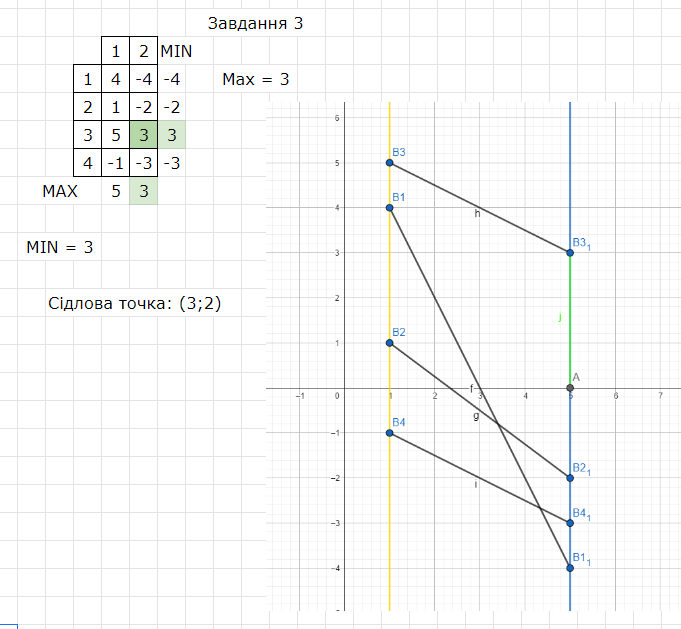 Завдання 3
1 2 MIN
1 4 -4 -4
Max = 3
2 1 -2 -2
3 5 3 3
4 -1 -3 -3
MAX 5 3
MIN = 3
Сідлова точка: (3;2)
6
B3
5
B1
4
h
B3₁
3
2
j
B2
1
A
f
−1 0 1 2 3 4 5 6 7
g
B4
−1
B2₁
−2
i
B4₁
−3
B1₁
−4